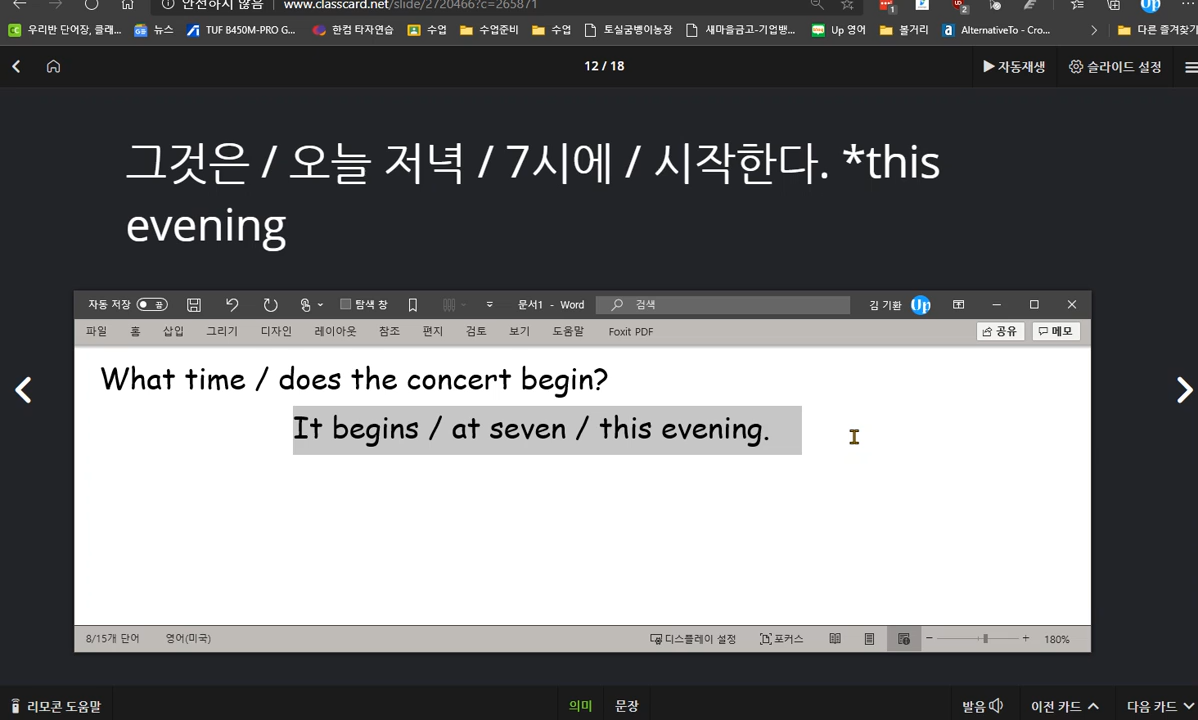 안전하지 않음 www.classcard.net/slide/2720466?c=265871
우리반 단어장, 클래... 뉴스 TUF B450M-PRO G... 한컴 타자연습 수업 수업준비 수업 토실굼벵이농장 새마을금고-기업뱅... Up 영어 볼거리 AlternativeTo - Cro... 다른 즐겨찾기
12 / 18 자동재생 슬라이드 설정
그것은 / 오늘 저녁 / 7시에 / 시작한다. *this
evening
자동 저장 끔 탐색 창 문서1 - Word 검색 김 기환 Up
파일 홈 삽입 그리기 디자인 레이아웃 참조 편지 검토 보기 도움말 Foxit PDF 공유 메모
What time / does the concert begin?
It begins / at seven / this evening.
8/15개 단어 영어(미국) 디스플레이 설정 포커스 180%
리모콘 도움말 의미 문장 발음 이전 카드 다음 카드